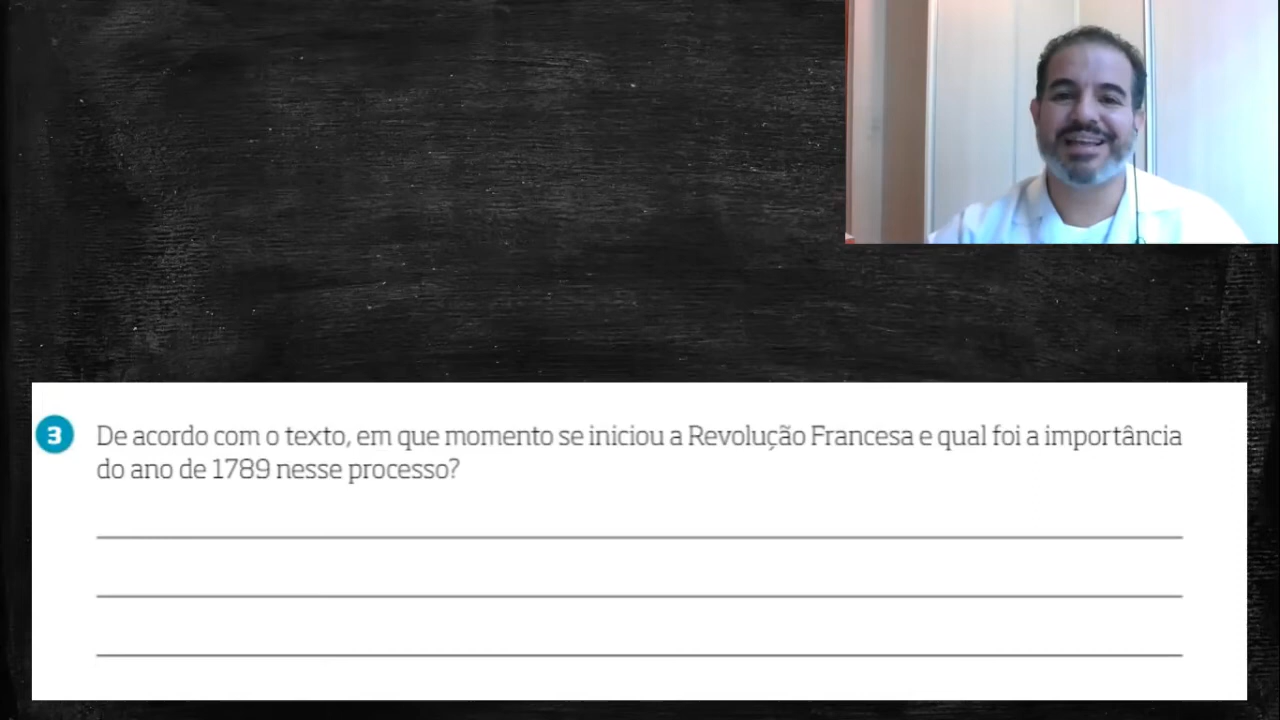 3 De acordo com o texto, em que momento se iniciou a Revolução Francesa e qual foi a importância
do ano de 1789 nesse processo?